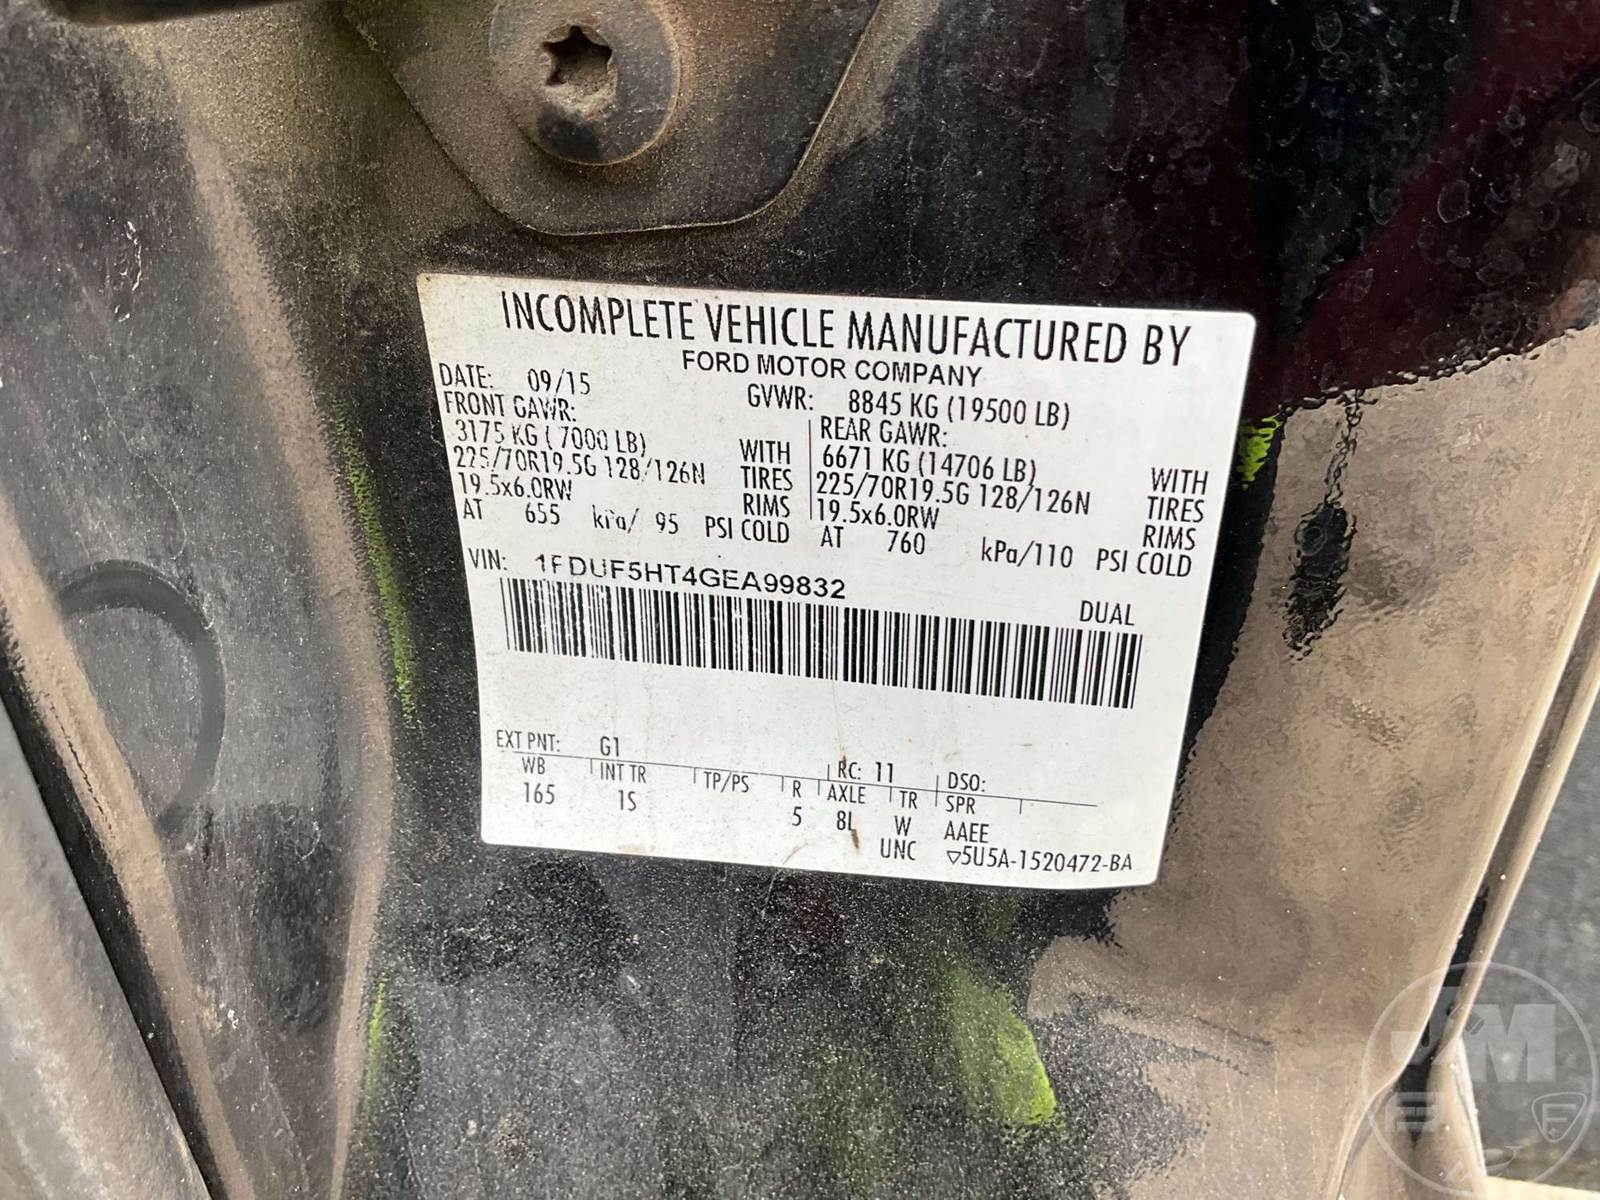 INCOMPLETE VEHICLE MANUFACTURED BY
FORD MOTOR COMPANY
DATE: 09/15 GVWR: 8845 KG (19500 LB)
FRONT GAWR: REAR GAWR:
3175 KG ( 7000 LB) WITH 6671 KG (14706 LB) WITH
225/70R19.5G 128/126N TIRES 225/70R19.5G 128/126N TIRES
19.5x6.0RW RIMS 19.5x6.0RW RIMS
AT 655 kPa/ 95 PSI COLD AT 760 kPa/110 PSI COLD
VIN: 1FDUF5HT4GEA99832
DUAL
EXT PNT: G1 RC: 11 DSO:
WB INT TR TP/PS R AXLE TR SPR
165 1S 5 8L W AAEE
UNC ▽5U5A-1520472-BA
JM